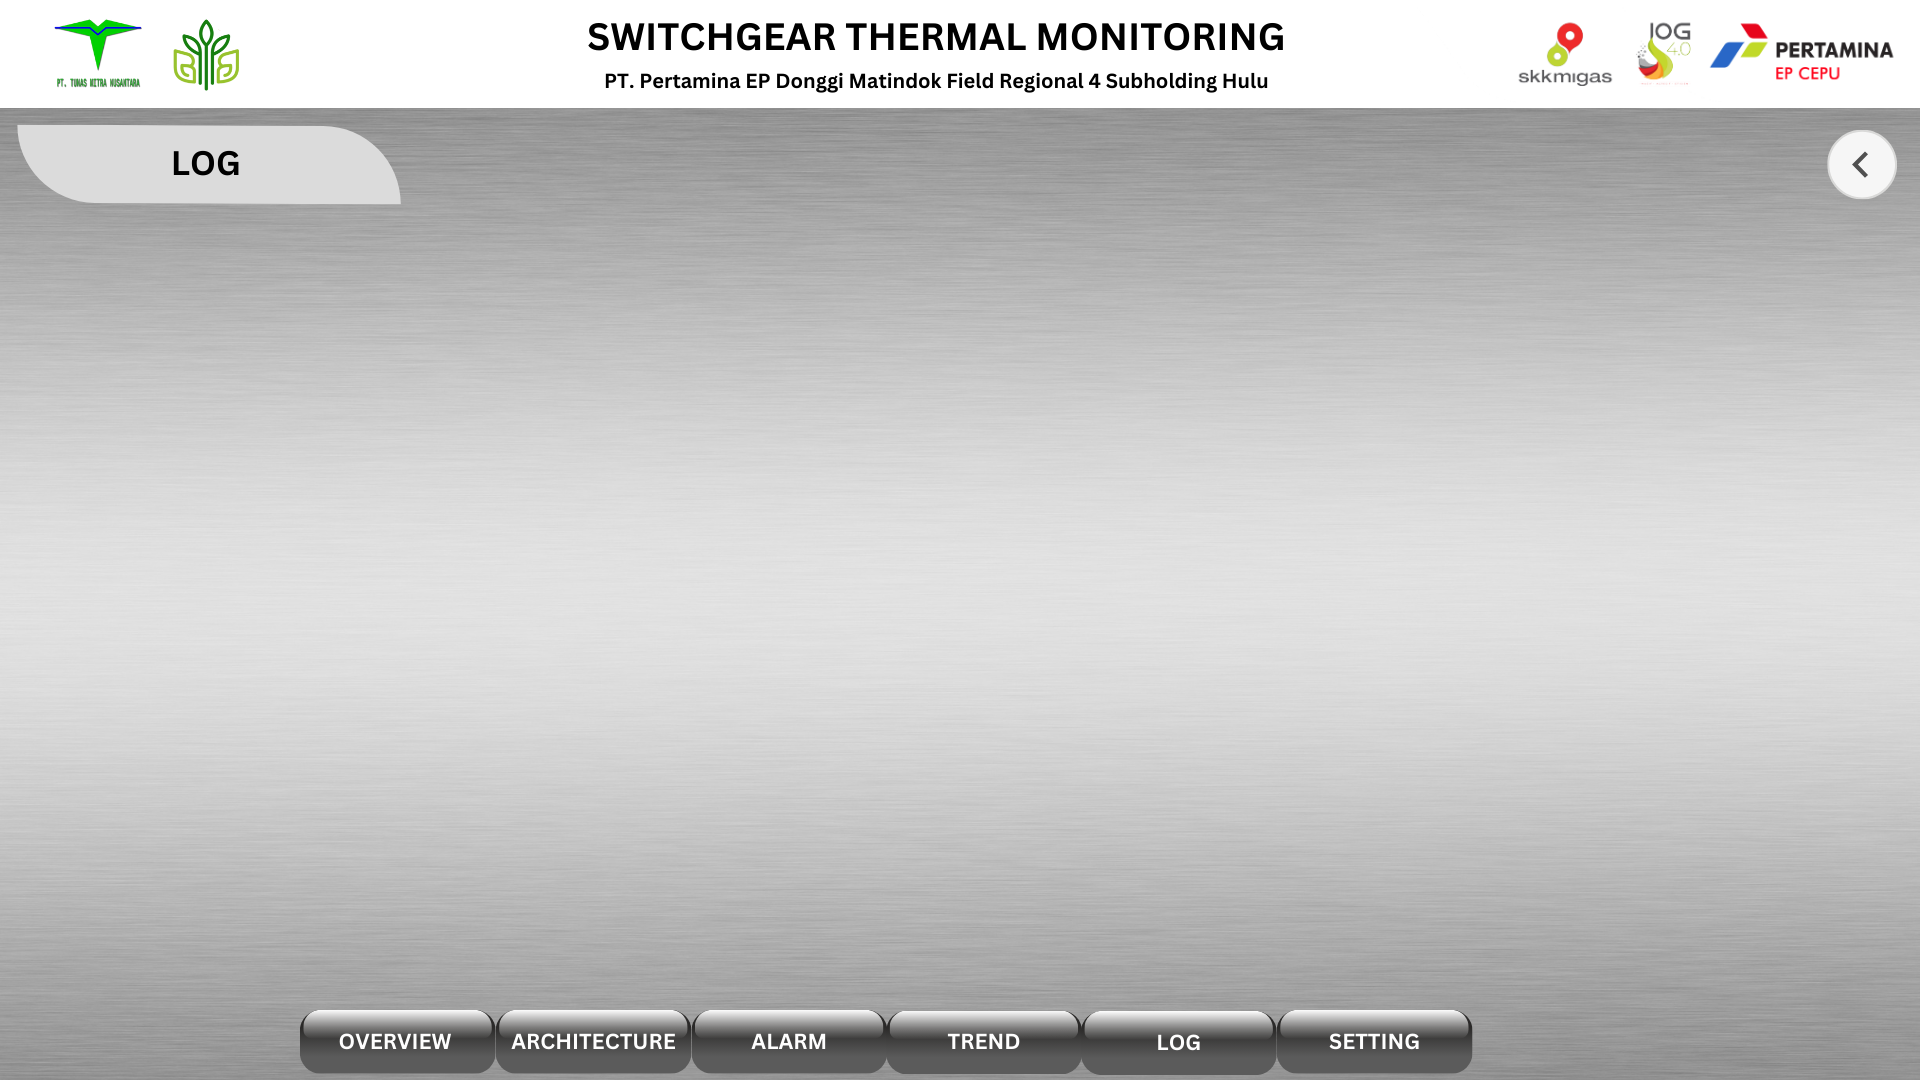 SWITCHGEAR THERMAL MONITORING
PT. Pertamina EP Donggi Matindok Field Regional 4 Subholding Hulu
PT. TUNAS MITRA NUSANTARA
skkmigas
IOG
4.0
PERTAMINA
EP CEPU
LOG
OVERVIEW
ARCHITECTURE
ALARM
TREND
LOG
SETTING